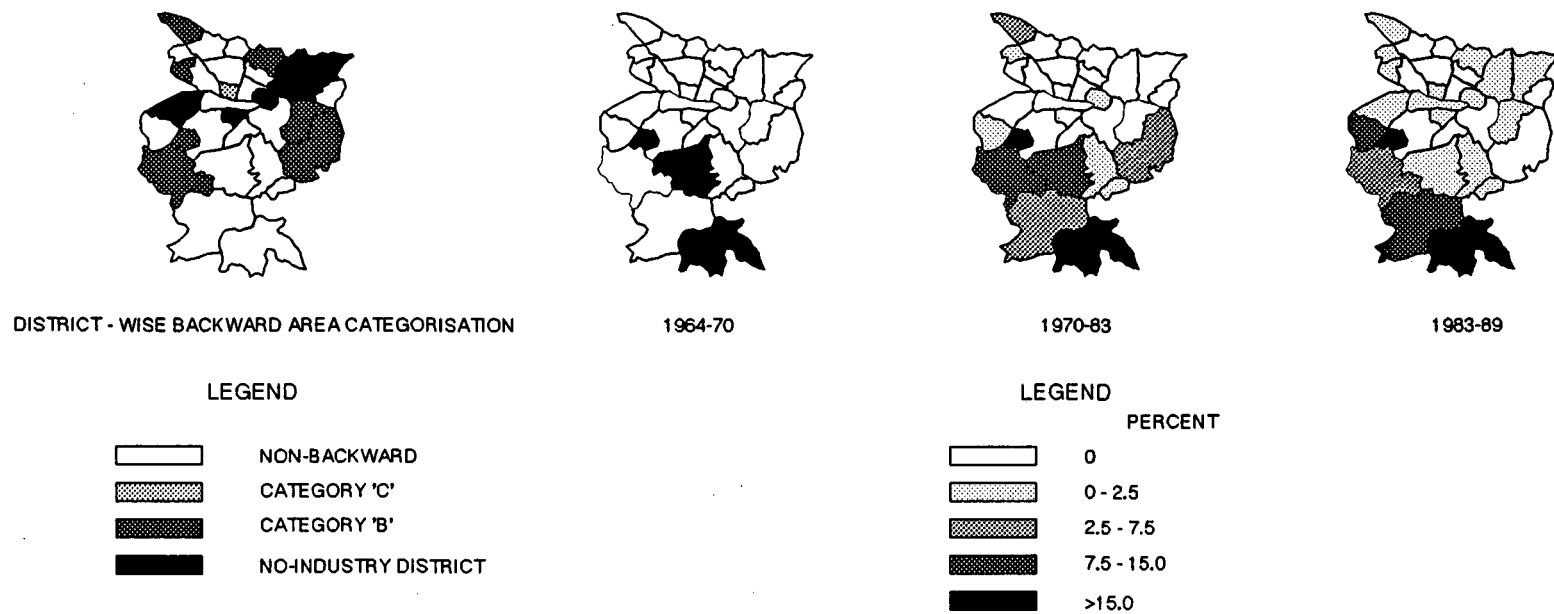 DISTRICT - WISE BACKWARD AREA CATEGORISATION
1964-70
1970-83
1983-89
LEGEND
NON-BACKWARD
CATEGORY 'C'
CATEGORY 'B'
NO-INDUSTRY DISTRICT
LEGEND
PERCENT
0
0 - 2.5
2.5 - 7.5
7.5 - 15.0
>15.0